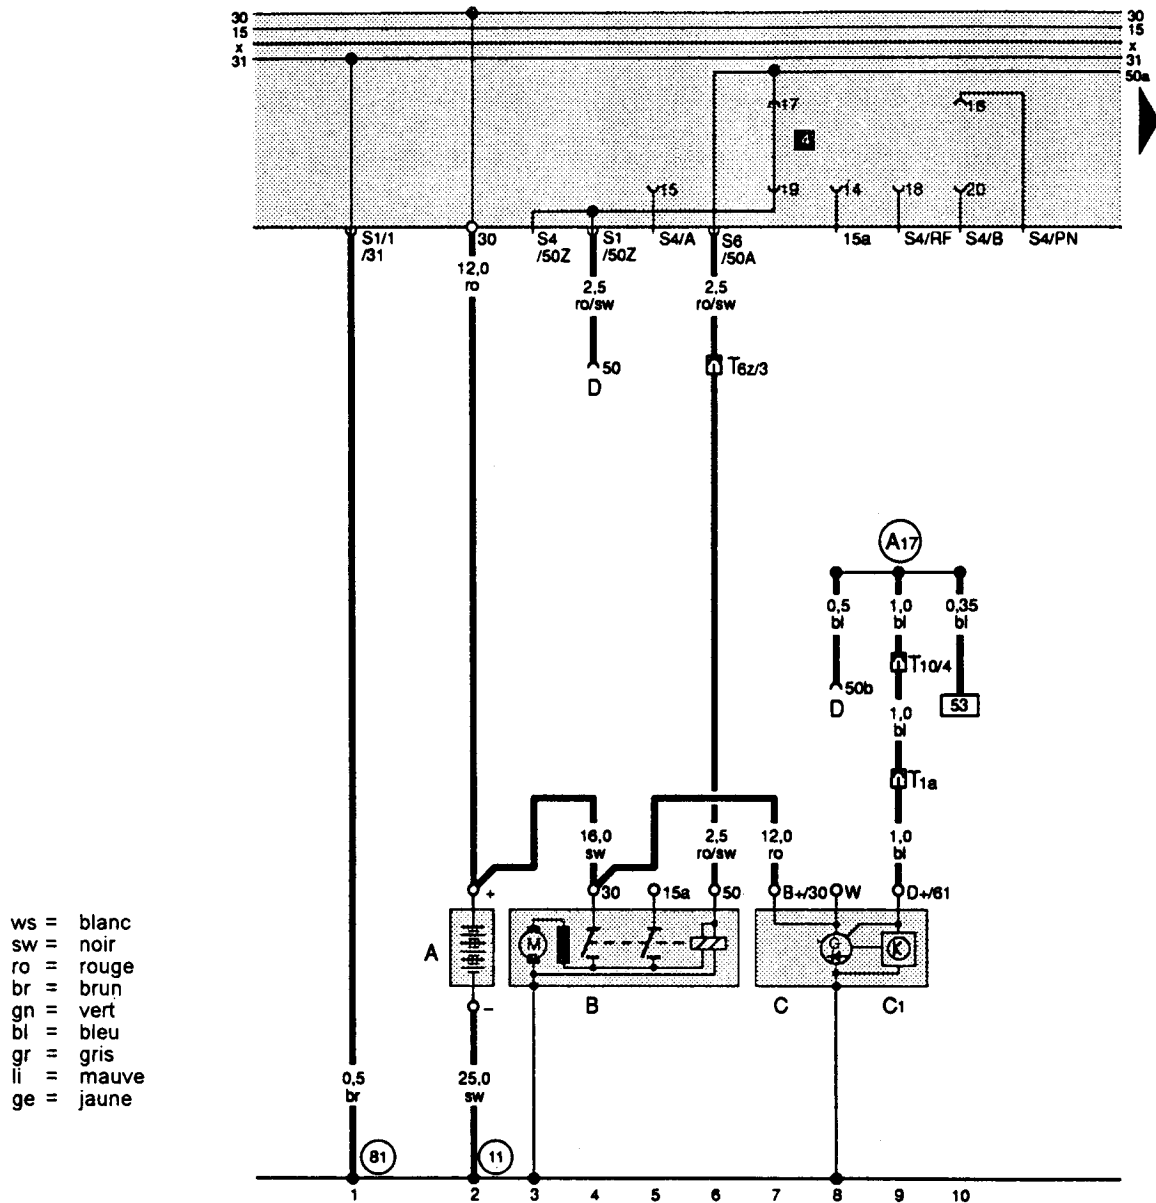 30
30
15
15
x
x
31
31
50a
17
16
4
15
19
14
18
20
S1/1
/31
30
S4
/50Z
S1
/50Z
S4/A
S6
/50A
15a
S4/RF
S4/B
S4/PN
12,0
ro
2,5
ro/sw
2,5
ro/sw
50
D
T6z/3
A17
0,5
bl
1,0
bl
0,35
bl
T10/4
50b
D
53
1,0
bl
T1a
16,0
sw
2,5
ro/sw
12,0
ro
1,0
bl
+
30
15a
50
B+/30
W
D+/61
ws = blanc
sw = noir
ro = rouge
br = brun
gn = vert
bl = bleu
gr = gris
li = mauve
ge = jaune
A
M
G
K
–
B
C
C1
0,5
br
25,0
sw
81
11
1 2 3 4 5 6 7 8 9 10